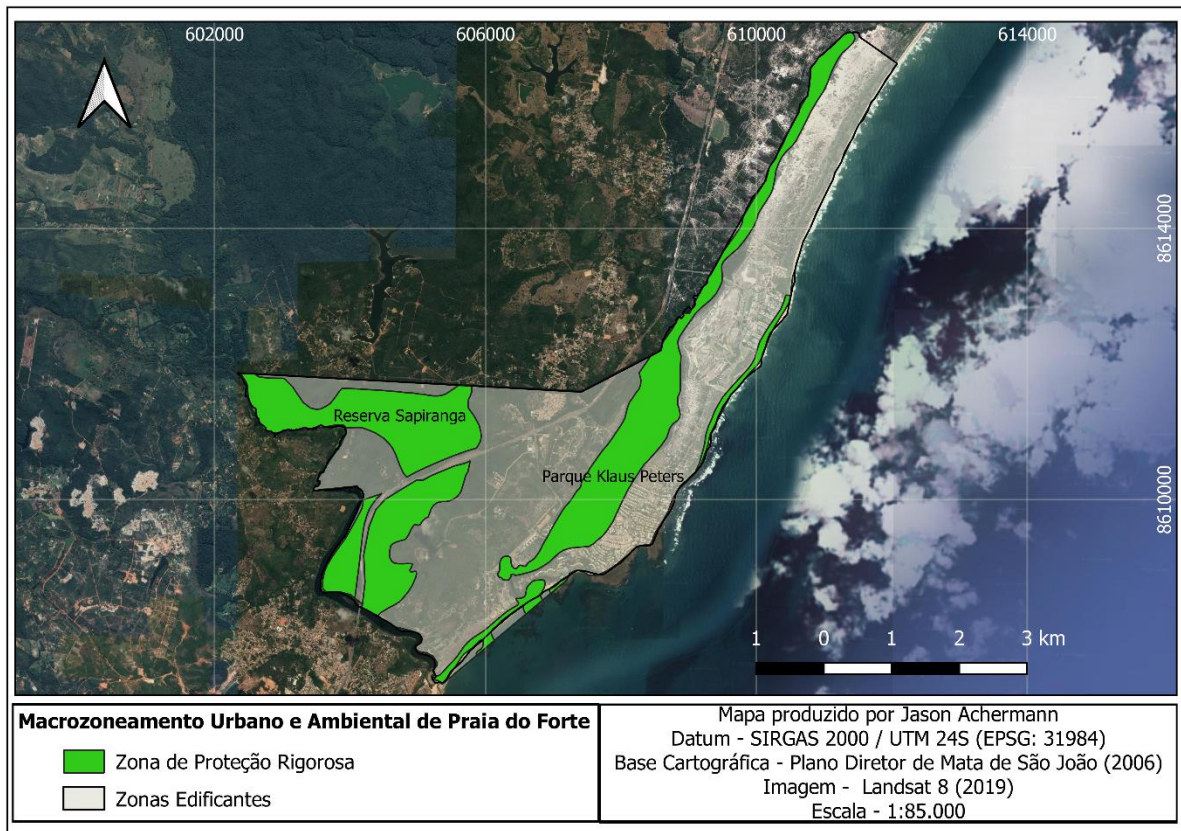 602000
606000
610000
614000
8614000
Reserva Sapiranga
Parque Klaus Peters
8610000
1 0 1 2 3 km
Macrozoneamento Urbano e Ambiental de Praia do Forte
Zona de Proteção Rigorosa
Zonas Edificantes
Mapa produzido por Jason Achermann
Datum - SIRGAS 2000 / UTM 24S (EPSG: 31984)
Base Cartográfica - Plano Diretor de Mata de São João (2006)
Imagem - Landsat 8 (2019)
Escala - 1:85.000